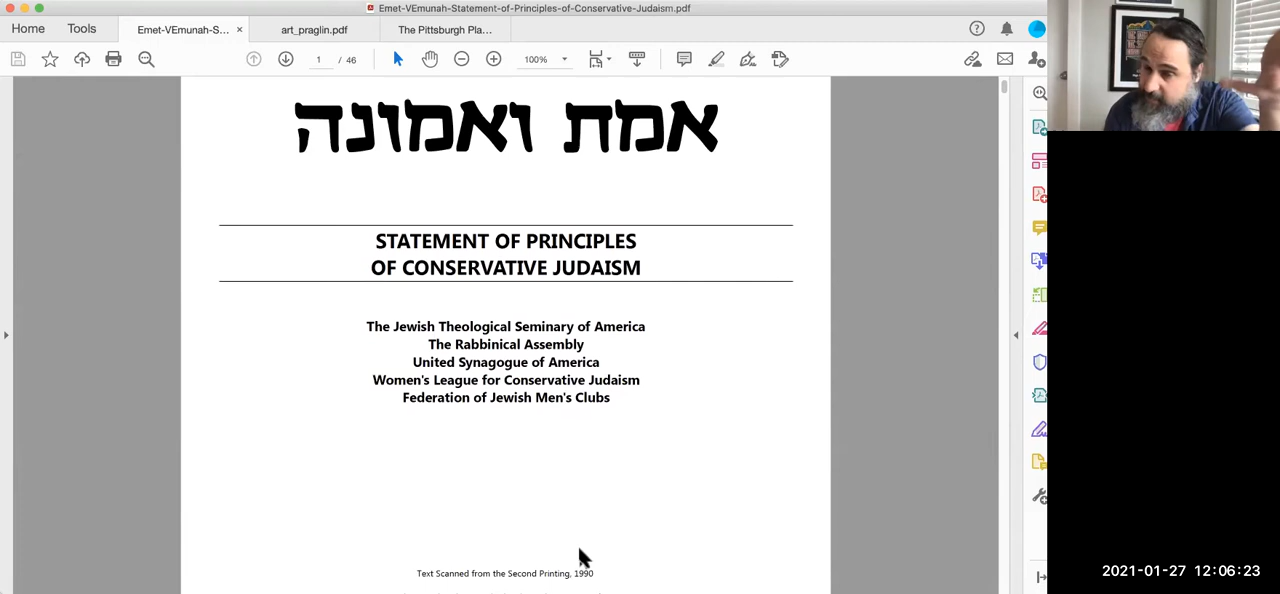 Emet-VEmunah-Statement-of-Principles-of-Conservative-Judaism.pdf
Home
Tools
Emet-VEmunah-S... ×
art_praglin.pdf
The Pittsburgh Pla...
1 / 46
100%
אמת ואמונה
STATEMENT OF PRINCIPLES
OF CONSERVATIVE JUDAISM
The Jewish Theological Seminary of America
The Rabbinical Assembly
United Synagogue of America
Women's League for Conservative Judaism
Federation of Jewish Men's Clubs
Text Scanned from the Second Printing, 1990
2021-01-27 12:06:23